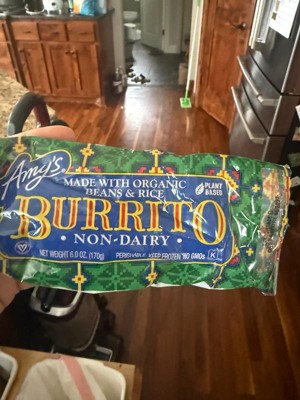 Amy's
MADE WITH ORGANIC
BEANS & RICE
PLANT
BASED
BURRITO
· NON-DAIRY ·
NET WEIGHT 6.0 OZ. (170g) PERISHABLE KEEP FROZEN NO GMOs K